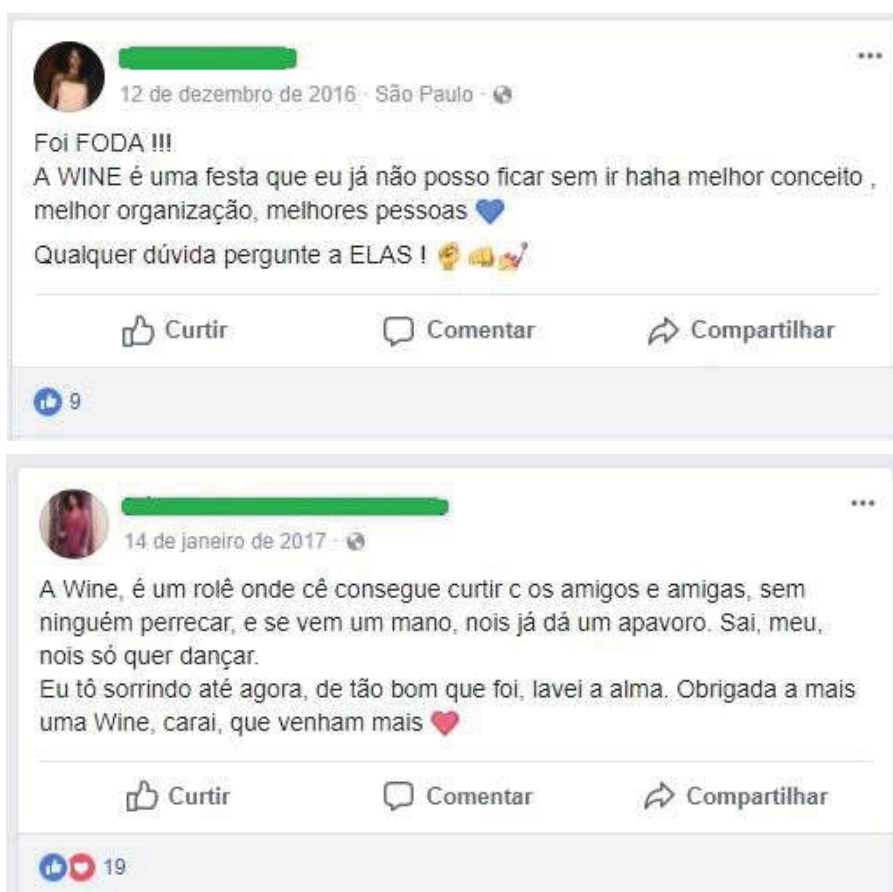 12 de dezembro de 2016 · São Paulo ·
Foi FODA !!!
A WINE é uma festa que eu já não posso ficar sem ir haha melhor conceito ,
melhor organização, melhores pessoas 💙
Qualquer dúvida pergunte a ELAS ! ✊👊💅
Curtir Comentar Compartilhar
9
14 de janeiro de 2017 ·
A Wine, é um rolê onde cê consegue curtir c os amigos e amigas, sem
ninguém perrecar, e se vem um mano, nois já dá um apavoro. Sai, meu,
nois só quer dançar.
Eu tô sorrindo até agora, de tão bom que foi, lavei a alma. Obrigada a mais
uma Wine, carai, que venham mais ❤
Curtir Comentar Compartilhar
19